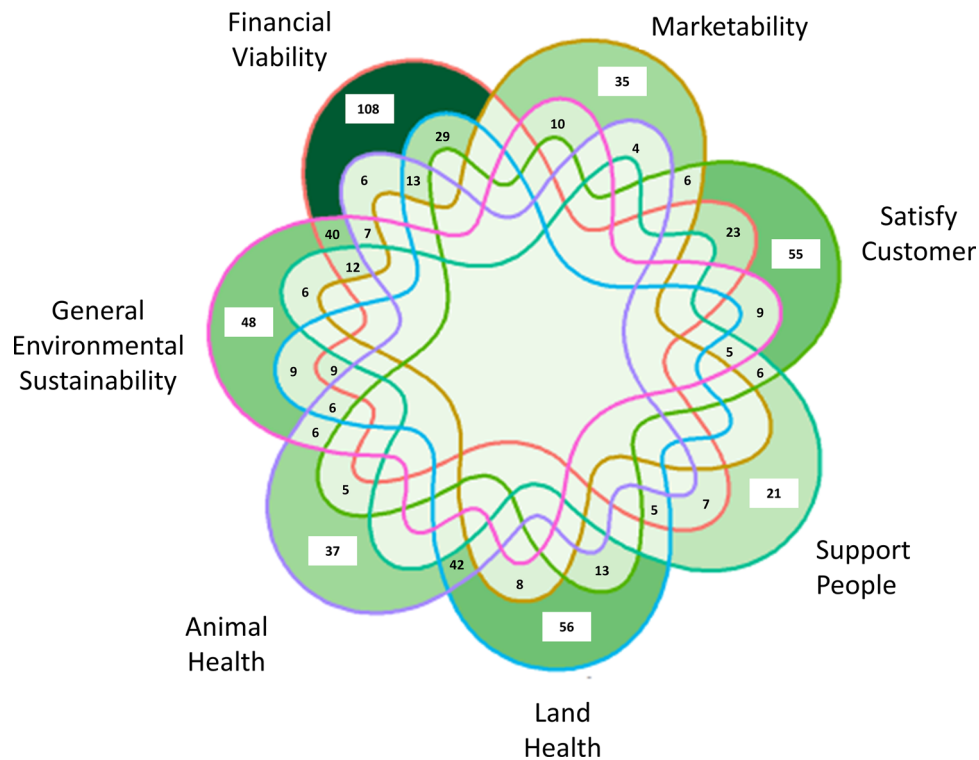 Financial
Viability
Marketability
108
35
29
10
4
6
13
6
Satisfy
Customer
40
7
23
55
12
6
General
Environmental
Sustainability
48
9
5
6
9
9
6
6
5
21
7
5
37
42
13
8
Support
People
56
Animal
Health
Land
Health